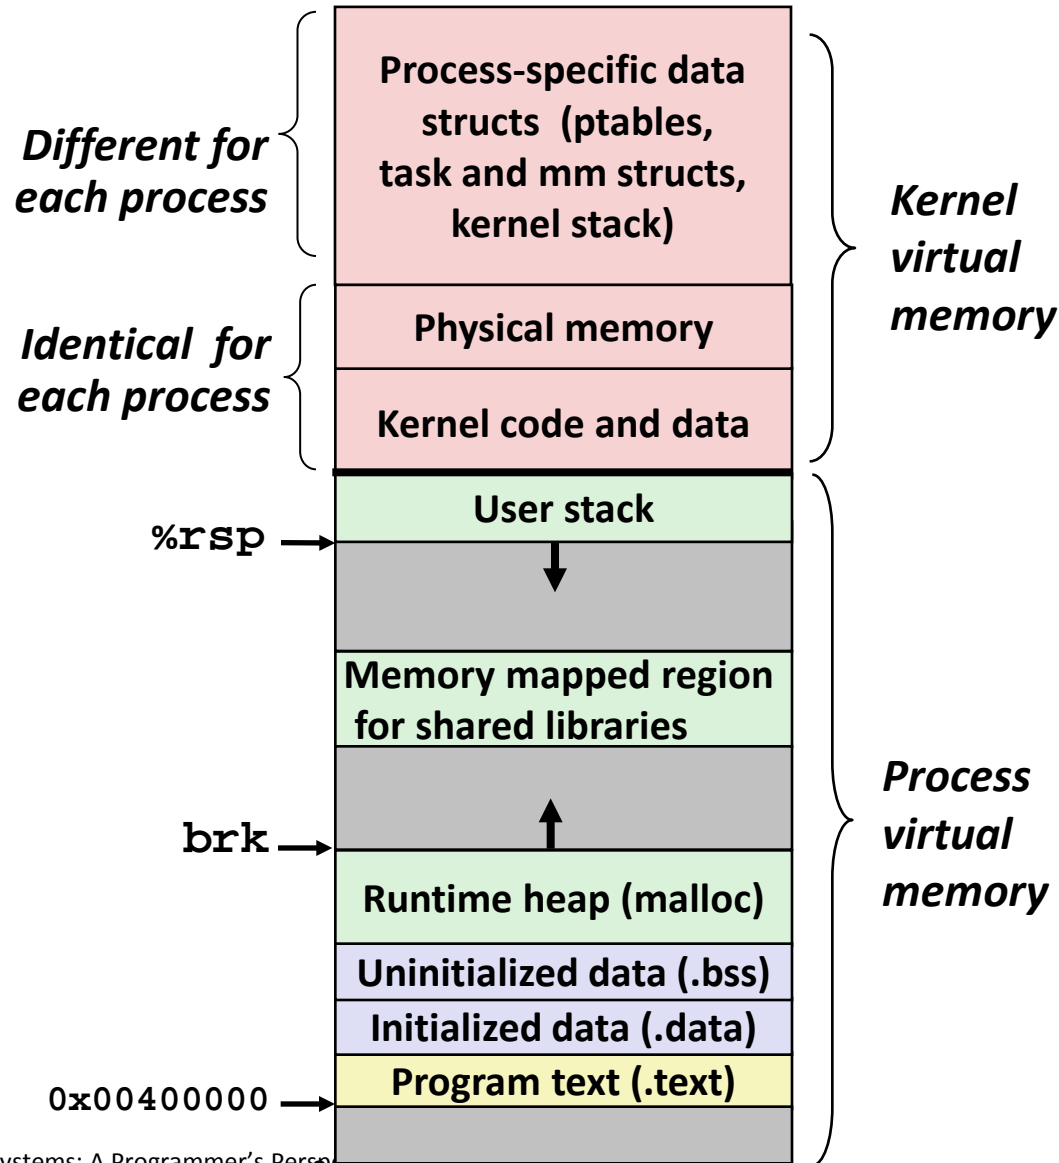 Process-specific data
structs (ptables,
task and mm structs,
kernel stack)
Different for
each process
Kernel
virtual
memory
Physical memory
Identical for
each process
Kernel code and data
User stack
%rsp
Memory mapped region
for shared libraries
Process
virtual
memory
brk
Runtime heap (malloc)
Uninitialized data (.bss)
Initialized data (.data)
Program text (.text)
0x00400000
A Programmer's